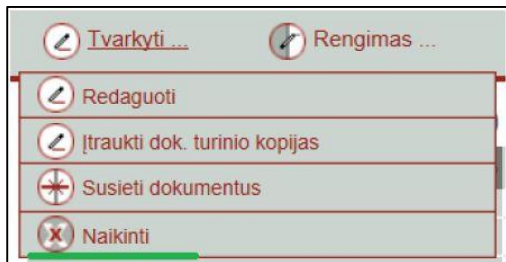 Tvarkyti ... Rengimas ...
Redaguoti
Įtraukti dok. turinio kopijas
Susieti dokumentus
Naikinti